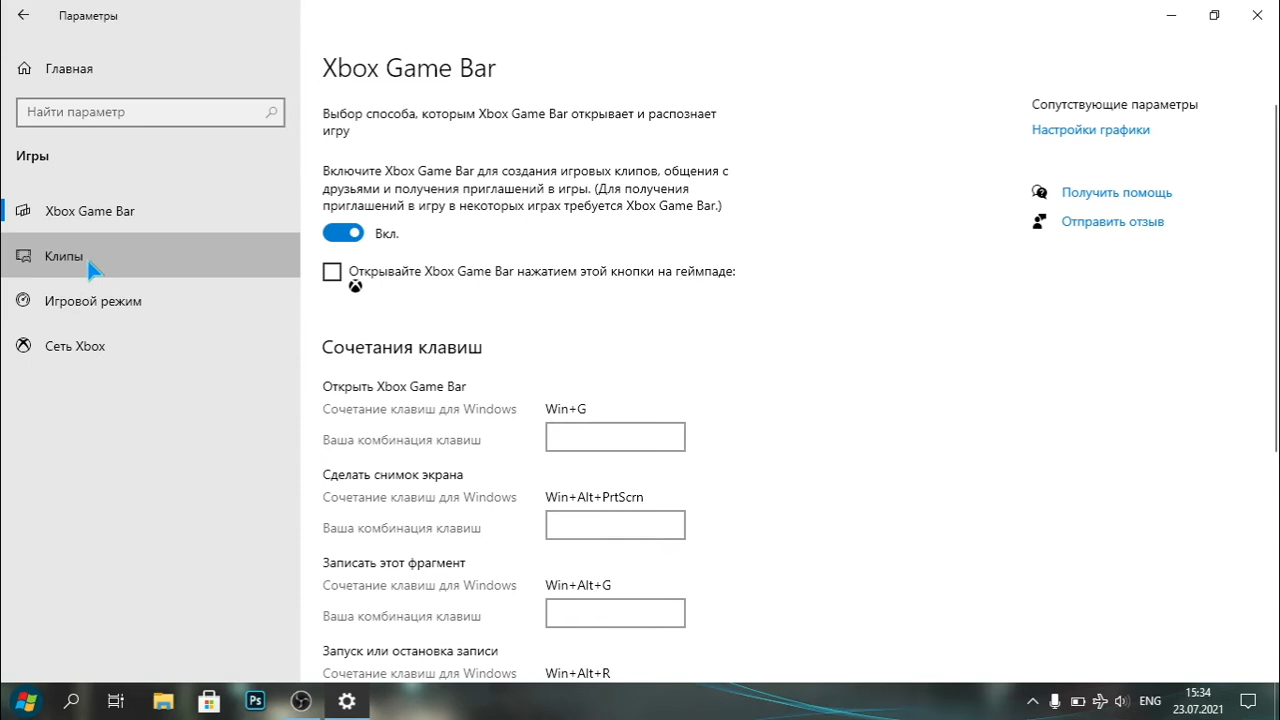 Параметры
Главная
Найти параметр
Игры
Xbox Game Bar
Клипы
Игровой режим
Сеть Xbox
Xbox Game Bar
Выбор способа, которым Xbox Game Bar открывает и распознает
игру
Включите Xbox Game Bar для создания игровых клипов, общения с
друзьями и получения приглашений в игры. (Для получения
приглашений в игру в некоторых играх требуется Xbox Game Bar.)
Вкл.
Открывайте Xbox Game Bar нажатием этой кнопки на геймпаде:
Сочетания клавиш
Открыть Xbox Game Bar
Сочетание клавиш для Windows Win+G
Ваша комбинация клавиш
Сделать снимок экрана
Сочетание клавиш для Windows Win+Alt+PrtScrn
Ваша комбинация клавиш
Записать этот фрагмент
Сочетание клавиш для Windows Win+Alt+G
Ваша комбинация клавиш
Запуск или остановка записи
Сочетание клавиш для Windows Win+Alt+R
Сопутствующие параметры
Настройки графики
Получить помощь
Отправить отзыв
Ps
ENG
15:34
23.07.2021